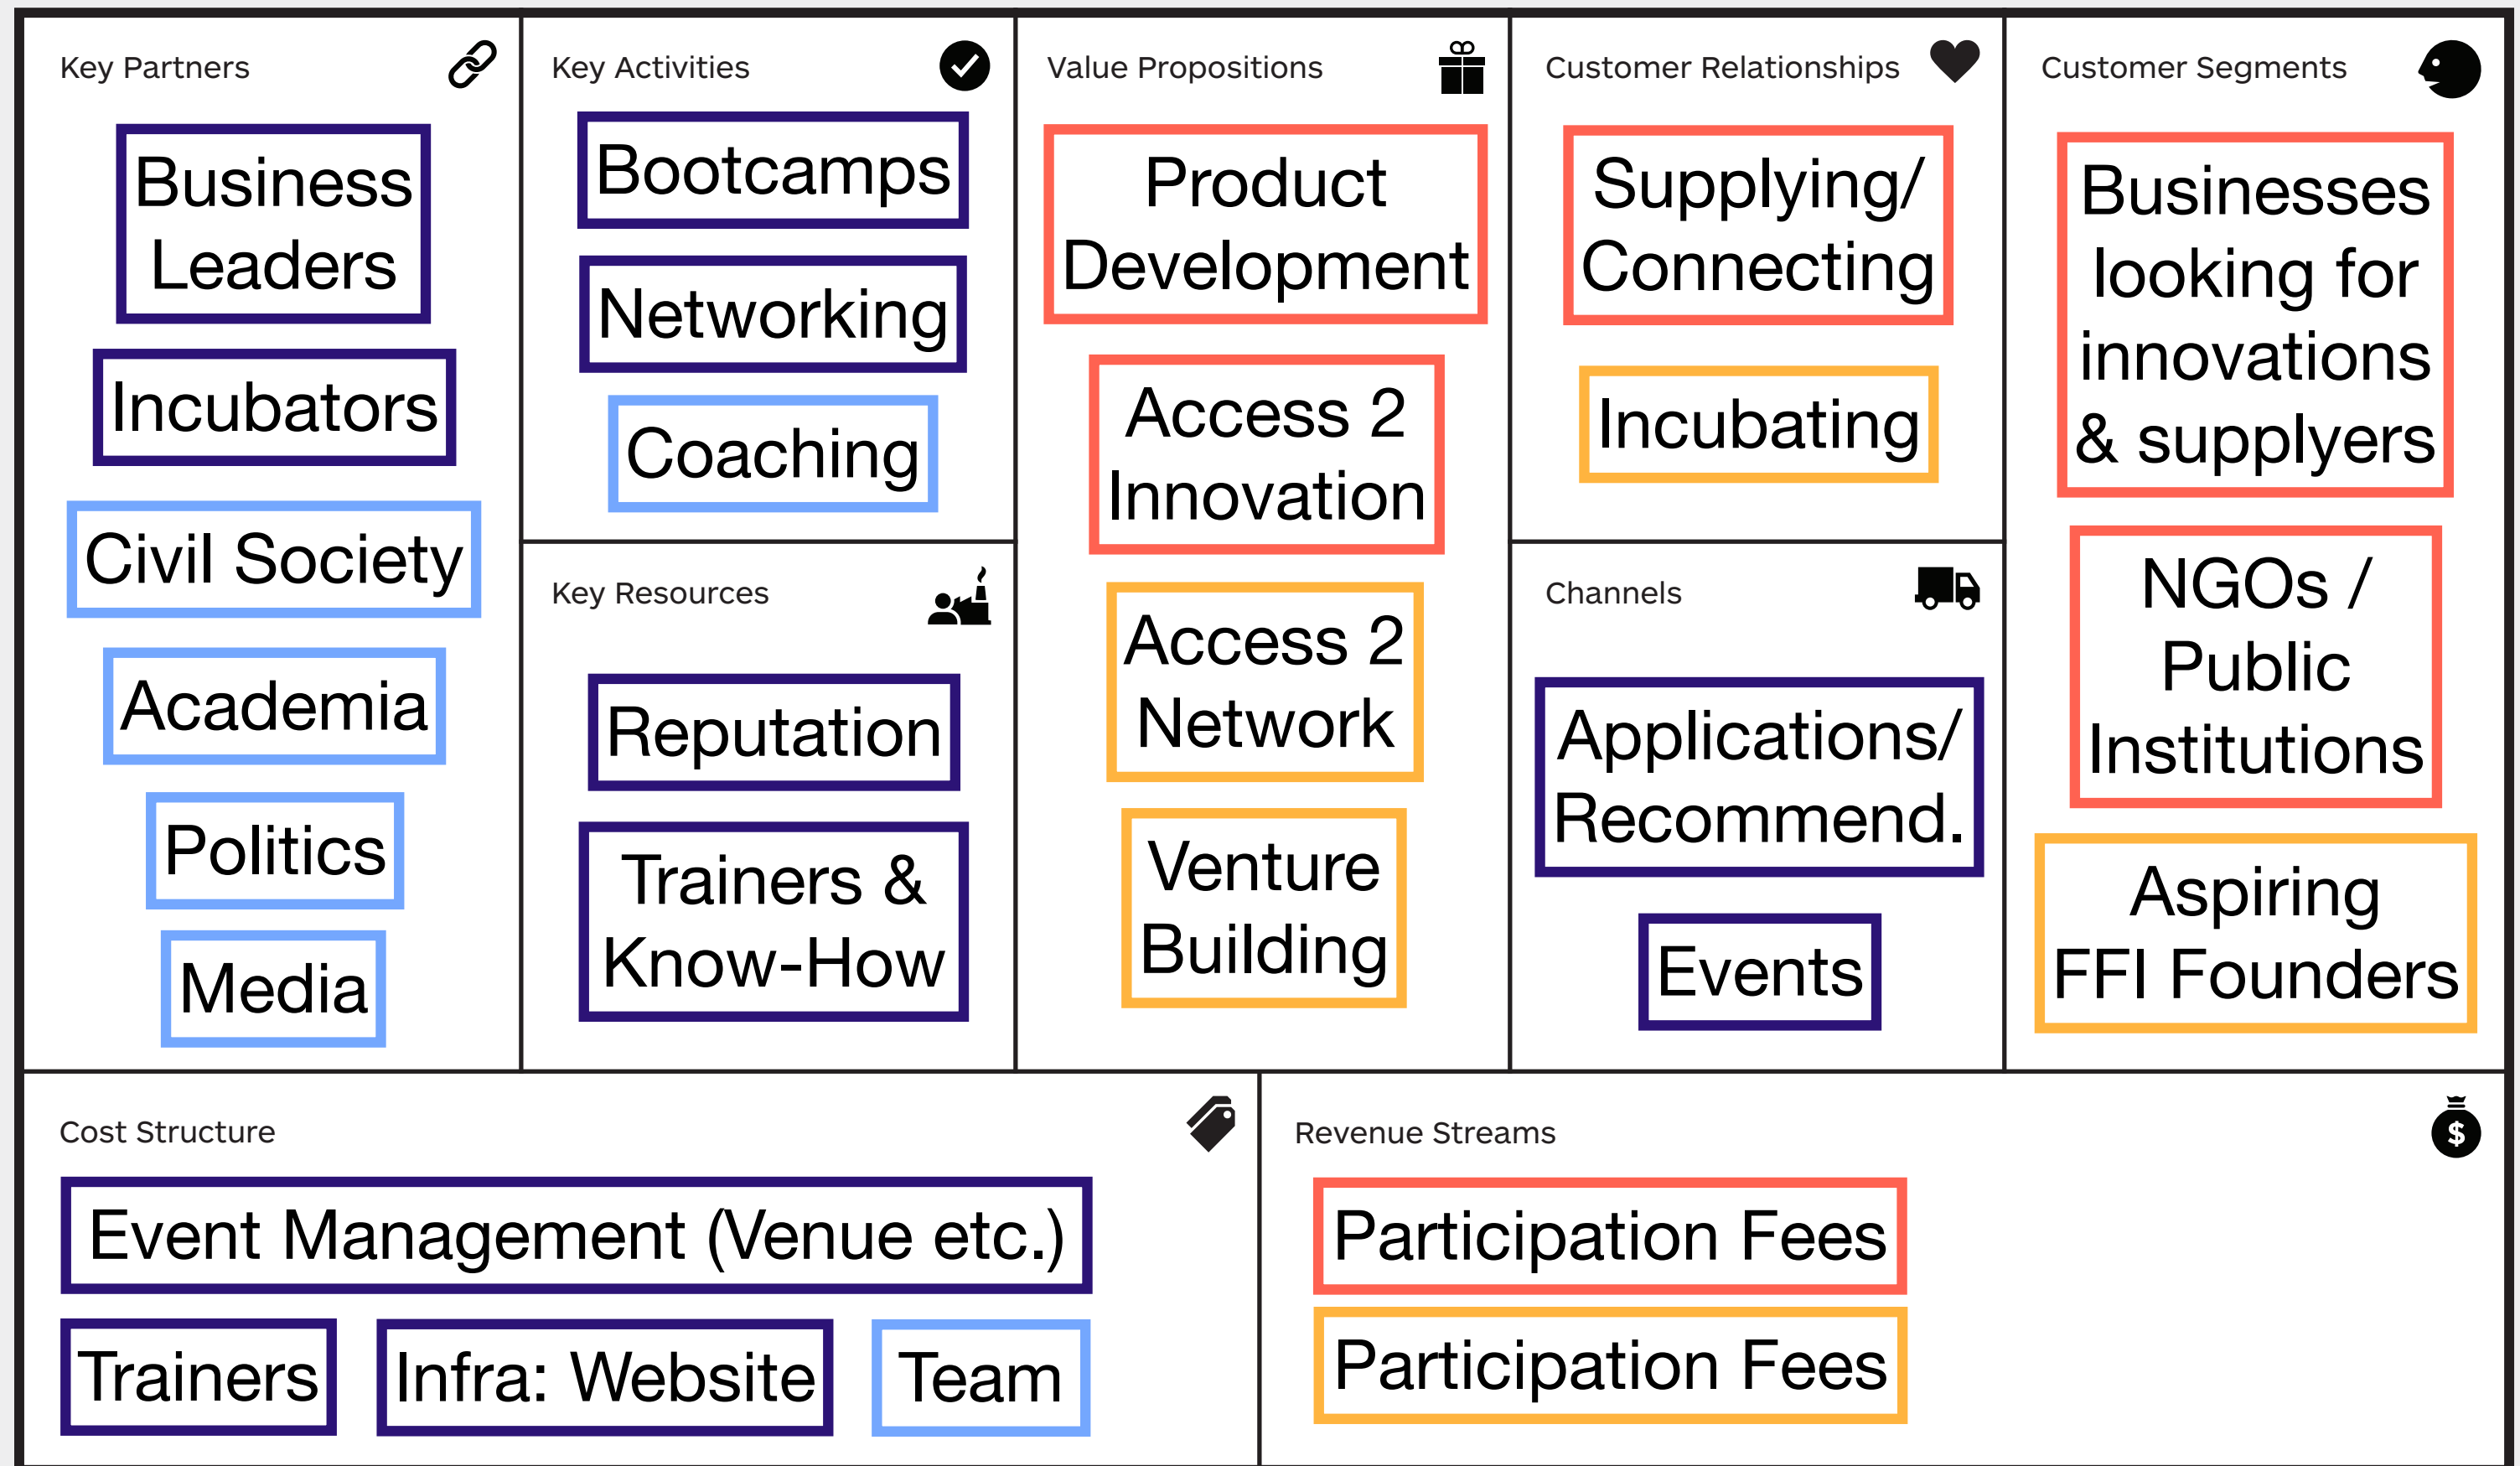 Key Partners
Business
Leaders
Incubators
Civil Society
Academia
Politics
Media
Key Activities
Bootcamps
Networking
Coaching
Key Resources
Reputation
Trainers &
Know-How
Value Propositions
Product
Development
Access 2
Innovation
Access 2
Network
Venture
Building
Customer Relationships
Supplying/
Connecting
Incubating
Channels
Applications/
Recommend.
Events
Customer Segments
Businesses
looking for
innovations
& supplyers
NGOs /
Public
Institutions
Aspiring
FFI Founders
Cost Structure
Event Management (Venue etc.)
Trainers
Infra: Website
Team
Revenue Streams
$
Participation Fees
Participation Fees